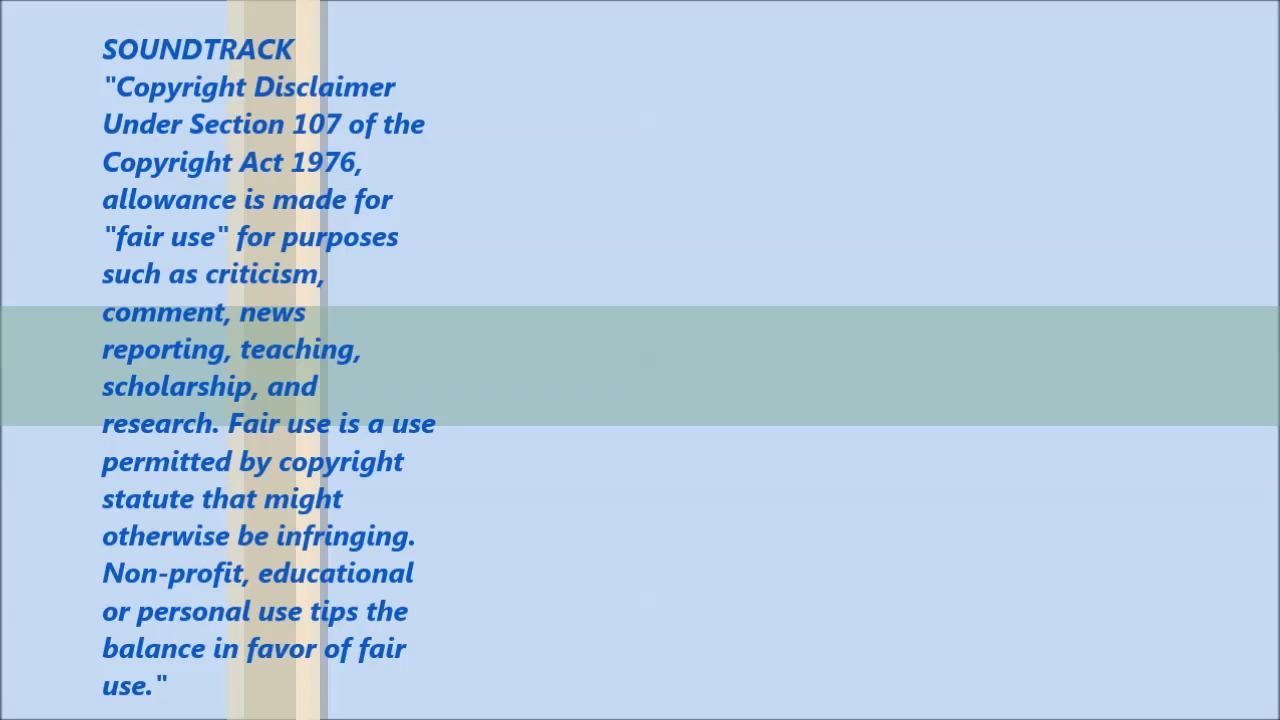 SOUNDTRACK
"Copyright Disclaimer
Under Section 107 of the
Copyright Act 1976,
allowance is made for
"fair use" for purposes
such as criticism,
comment, news
reporting, teaching,
scholarship, and
research. Fair use is a use
permitted by copyright
statute that might
otherwise be infringing.
Non-profit, educational
or personal use tips the
balance in favor of fair
use."